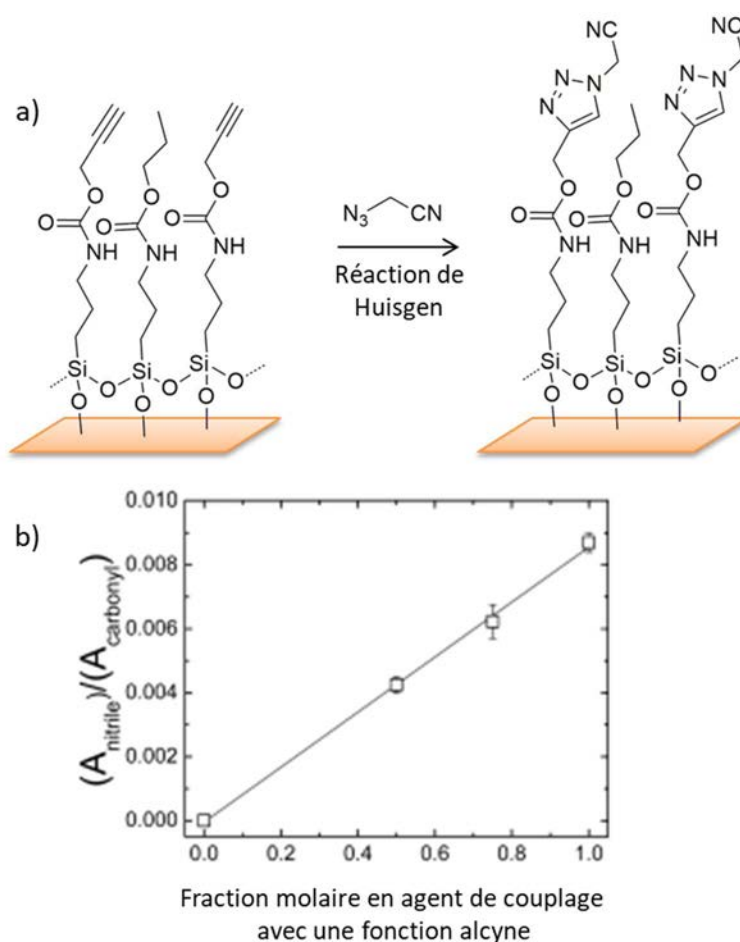 a)
O
O
NH
O
O
NH
O
O
NH
Si
O
Si
O
Si
O
O
O
O
N₃
CN
Réaction de
Huisgen
NC
N
N
N
NC
N
N
N
O
O
NH
O
O
NH
O
O
NH
Si
O
Si
O
Si
O
O
O
O
b)
(A_nitrile)/(A_carbonyl)
0.010
0.008
0.006
0.004
0.002
0.000
0.0 0.2 0.4 0.6 0.8 1.0
Fraction molaire en agent de couplage
avec une fonction alcyne